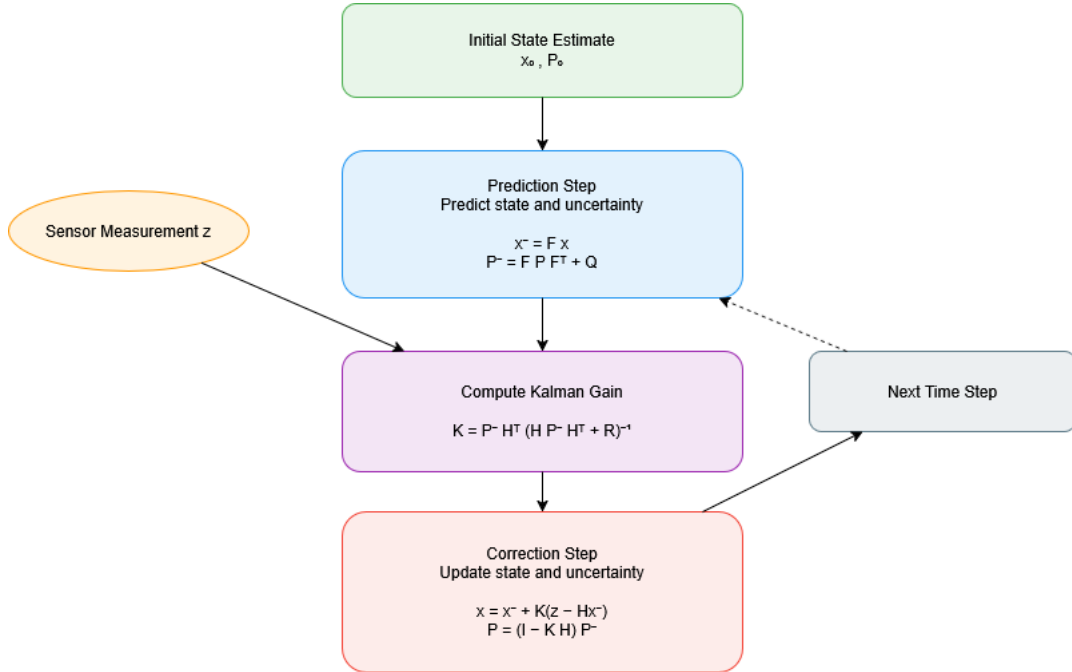 Initial State Estimate
x₀ , P₀
Prediction Step
Predict state and uncertainty
x⁻ = F x
P⁻ = F P Fᵀ + Q
Sensor Measurement z
Compute Kalman Gain
K = P⁻ Hᵀ (H P⁻ Hᵀ + R)⁻¹
Next Time Step
Correction Step
Update state and uncertainty
x = x⁻ + K(z − Hx⁻)
P = (I − K H) P⁻